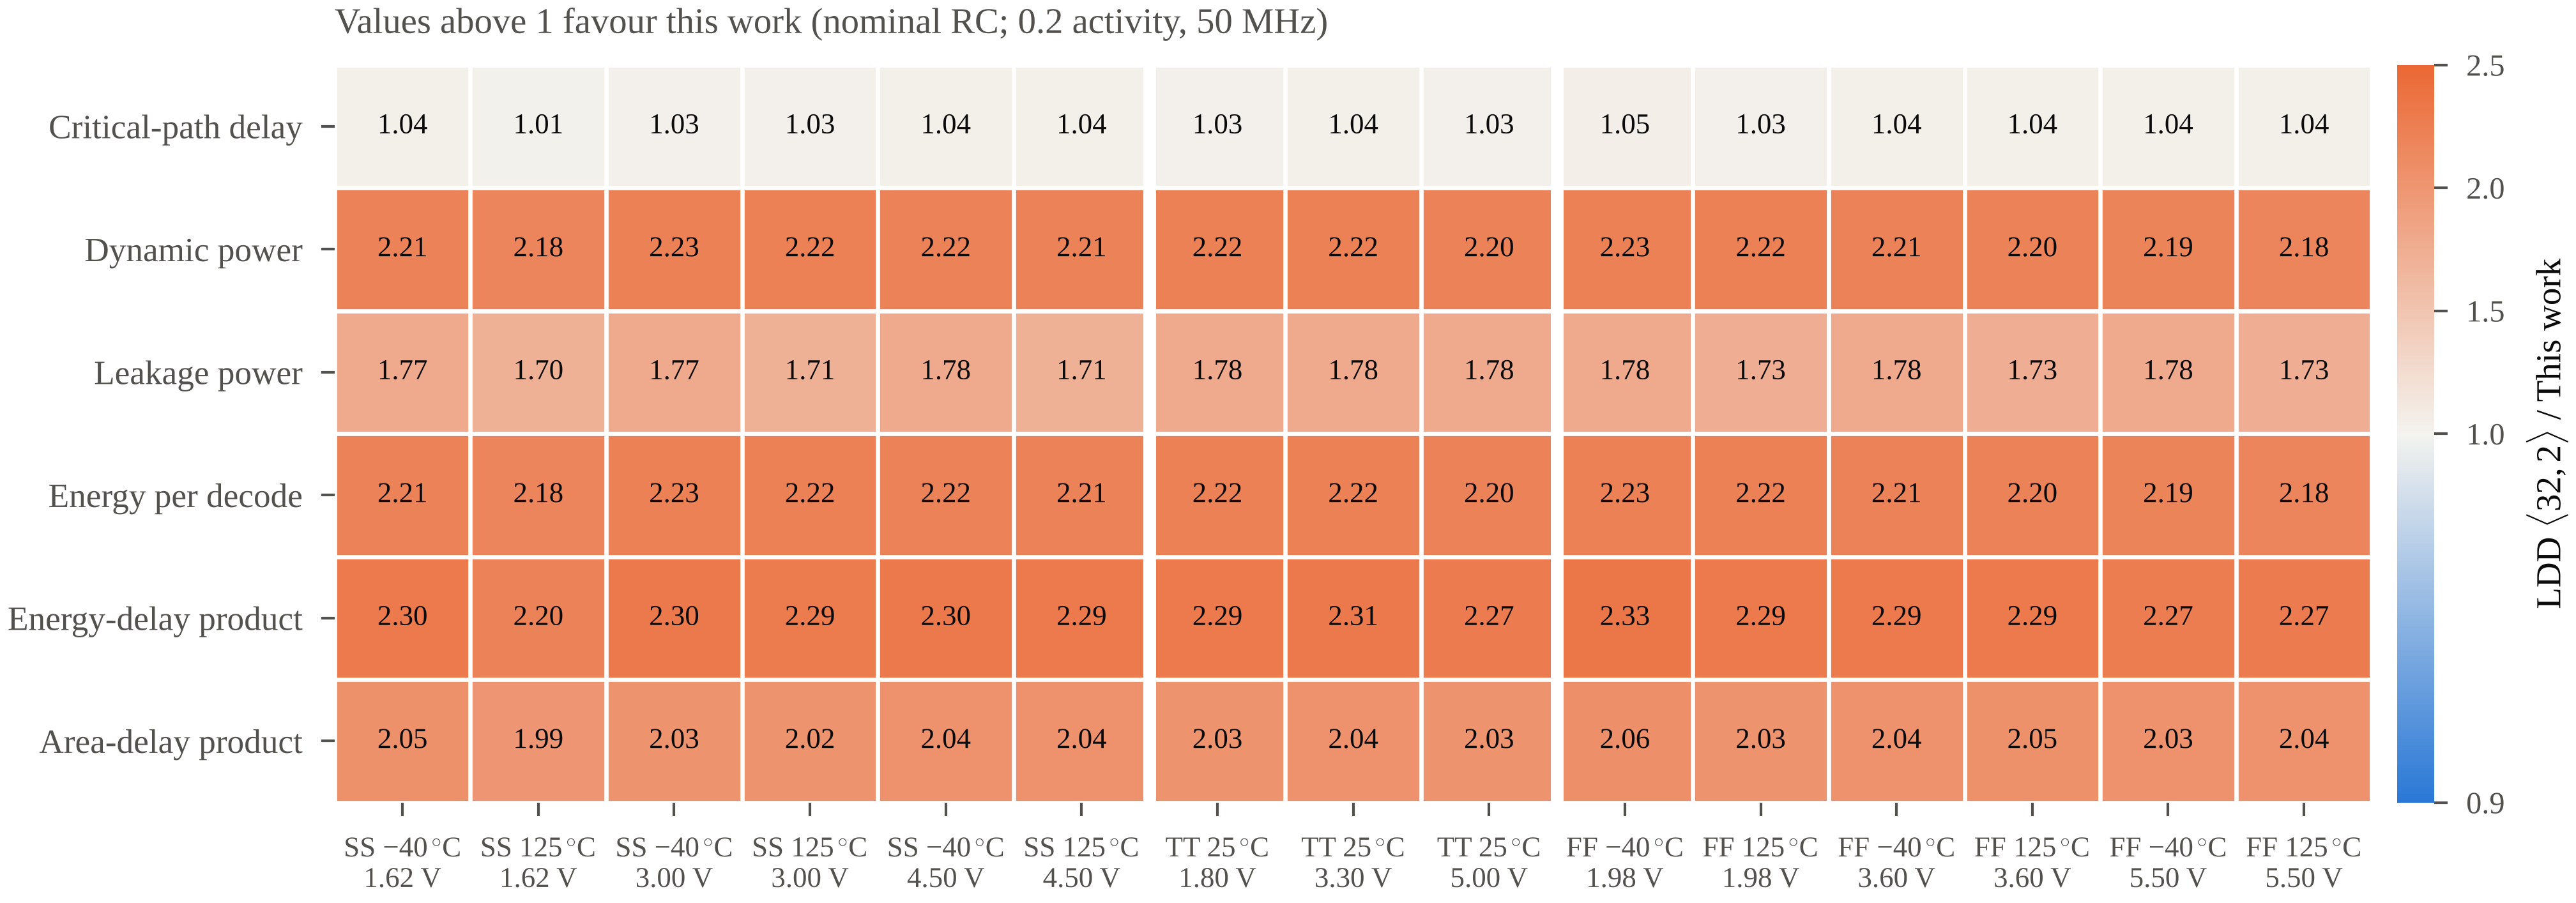 Values above 1 favour this work (nominal RC; 0.2 activity, 50 MHz)
Critical-path delay 1.04 1.01 1.03 1.03 1.04 1.04 1.03 1.04 1.03 1.05 1.03 1.04 1.04 1.04 1.04
Dynamic power 2.21 2.18 2.23 2.22 2.22 2.21 2.22 2.22 2.20 2.23 2.22 2.21 2.20 2.19 2.18
Leakage power 1.77 1.70 1.77 1.71 1.78 1.71 1.78 1.78 1.78 1.78 1.73 1.78 1.73 1.78 1.73
Energy per decode 2.21 2.18 2.23 2.22 2.22 2.21 2.22 2.22 2.20 2.23 2.22 2.21 2.20 2.19 2.18
Energy-delay product 2.30 2.20 2.30 2.29 2.30 2.29 2.29 2.31 2.27 2.33 2.29 2.29 2.29 2.27 2.27
Area-delay product 2.05 1.99 2.03 2.02 2.04 2.04 2.03 2.04 2.03 2.06 2.03 2.04 2.05 2.03 2.04
SS −40 °C SS 125 °C SS −40 °C SS 125 °C SS −40 °C SS 125 °C TT 25 °C TT 25 °C TT 25 °C FF −40 °C FF 125 °C FF −40 °C FF 125 °C FF −40 °C FF 125 °C
1.62 V 1.62 V 3.00 V 3.00 V 4.50 V 4.50 V 1.80 V 3.30 V 5.00 V 1.98 V 1.98 V 3.60 V 3.60 V 5.50 V 5.50 V
2.5
2.0
1.5
1.0
0.9
LDD⟨32, 2⟩ / This work